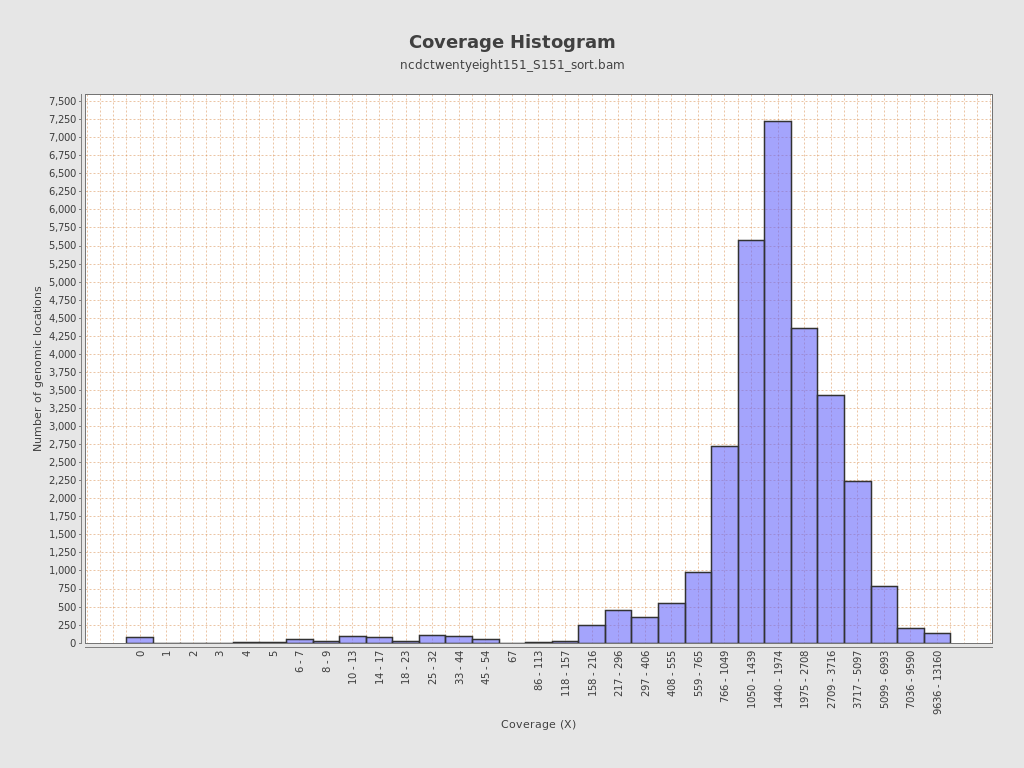 Coverage Histogram
ncdctwentyeight151_S151_sort.bam
Number of genomic locations
7,500
7,250
7,000
6,750
6,500
6,250
6,000
5,750
5,500
5,250
5,000
4,750
4,500
4,250
4,000
3,750
3,500
3,250
3,000
2,750
2,500
2,250
2,000
1,750
1,500
1,250
1,000
750
500
250
0
0
1
2
3
4
5
6 - 7
8 - 9
10 - 13
14 - 17
18 - 23
25 - 32
33 - 44
45 - 54
67
86 - 113
118 - 157
158 - 216
217 - 296
297 - 406
408 - 555
559 - 765
766 - 1049
1050 - 1439
1440 - 1974
1975 - 2708
2709 - 3716
3717 - 5097
5099 - 6993
7036 - 9590
9636 - 13160
Coverage (X)